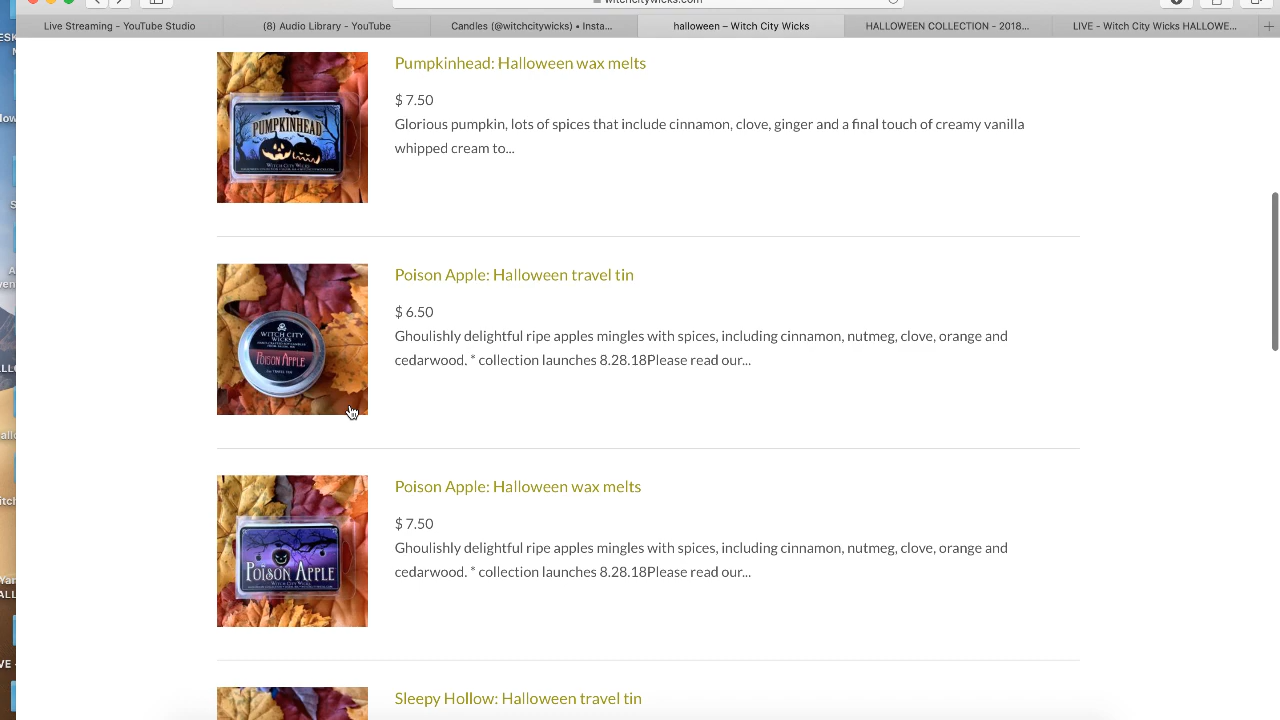 witchcitywicks.com
Live Streaming - YouTube Studio
(8) Audio Library - YouTube
Candles (@witchcitywicks) • Insta...
halloween – Witch City Wicks
HALLOWEEN COLLECTION - 2018...
LIVE - Witch City Wicks HALLOWE...
Pumpkinhead: Halloween wax melts
$ 7.50
Glorious pumpkin, lots of spices that include cinnamon, clove, ginger and a final touch of creamy vanilla
whipped cream to...
PUMPKINHEAD
WITCH CITY WICKS
Poison Apple: Halloween travel tin
$ 6.50
Ghoulishly delightful ripe apples mingles with spices, including cinnamon, nutmeg, clove, orange and
cedarwood. * collection launches 8.28.18Please read our...
WITCH CITY
WICKS
POISON APPLE
Poison Apple: Halloween wax melts
$ 7.50
Ghoulishly delightful ripe apples mingles with spices, including cinnamon, nutmeg, clove, orange and
cedarwood. * collection launches 8.28.18Please read our...
POISON APPLE
WITCH CITY WICKS
Sleepy Hollow: Halloween travel tin